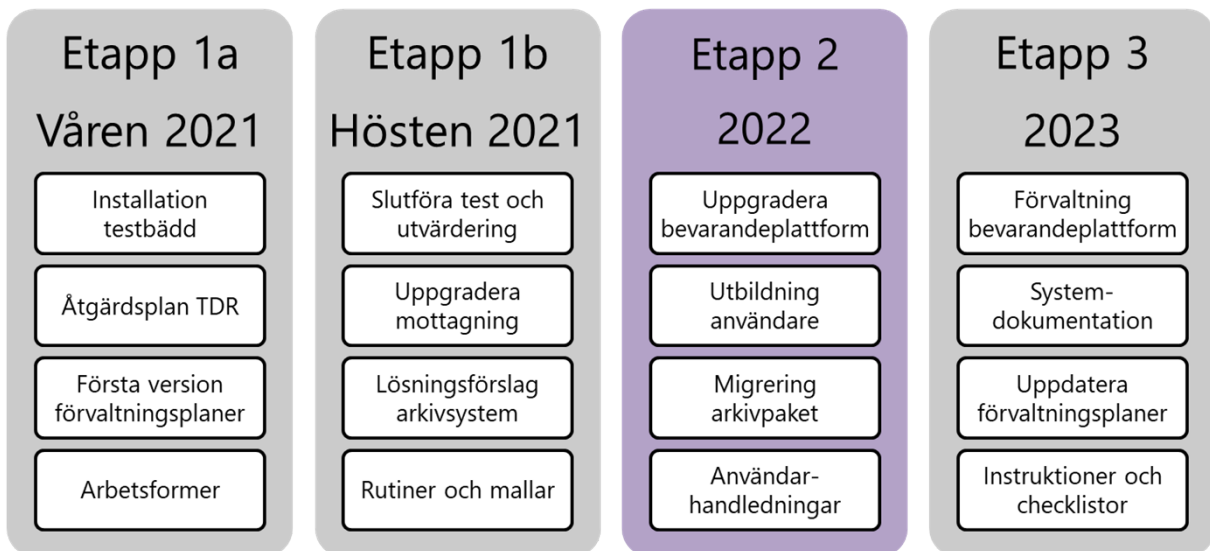 Etapp 1a
Våren 2021
Installation
testbädd
Åtgärdsplan TDR
Första version
förvaltningsplaner
Arbetsformer
Etapp 1b
Hösten 2021
Slutföra test och
utvärdering
Uppgradera
mottagning
Lösningsförslag
arkivsystem
Rutiner och mallar
Etapp 2
2022
Uppgradera
bevarandeplattform
Utbildning
användare
Migrering
arkivpaket
Användar-
handledningar
Etapp 3
2023
Förvaltning
bevarandeplattform
System-
dokumentation
Uppdatera
förvaltningsplaner
Instruktioner och
checklistor